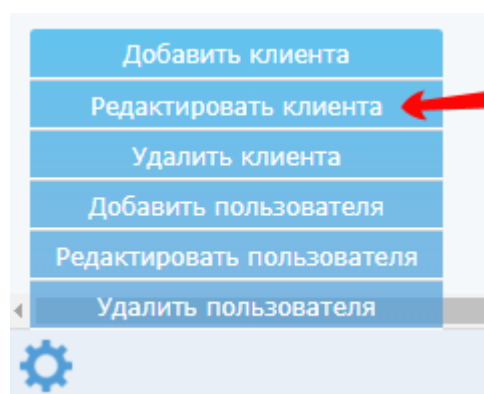 Добавить клиента
Редактировать клиента
Удалить клиента
Добавить пользователя
Редактировать пользователя
Удалить пользователя